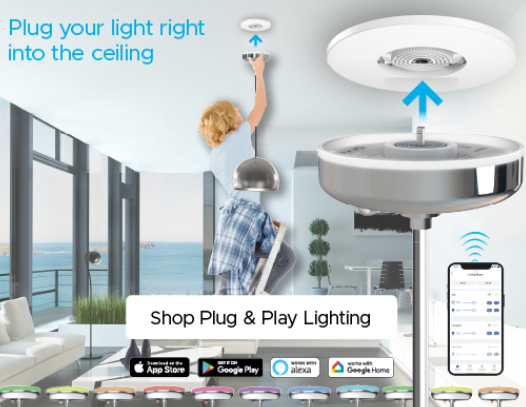 Plug your light right
into the ceiling
Shop Plug & Play Lighting
Download on the
App Store
GET IT ON
Google Play
WORKS WITH
alexa
works with
Google Home